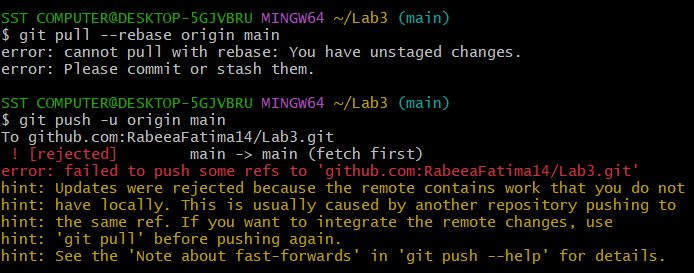 SST COMPUTER@DESKTOP-5GJVBRU MINGW64 ~/Lab3 (main)
$ git pull --rebase origin main
error: cannot pull with rebase: You have unstaged changes.
error: Please commit or stash them.
SST COMPUTER@DESKTOP-5GJVBRU MINGW64 ~/Lab3 (main)
$ git push -u origin main
To github.com:RabeeaFatima14/Lab3.git
! [rejected]        main -> main (fetch first)
error: failed to push some refs to 'github.com:RabeeaFatima14/Lab3.git'
hint: Updates were rejected because the remote contains work that you do not
hint: have locally. This is usually caused by another repository pushing to
hint: the same ref. If you want to integrate the remote changes, use
hint: 'git pull' before pushing again.
hint: See the 'Note about fast-forwards' in 'git push --help' for details.